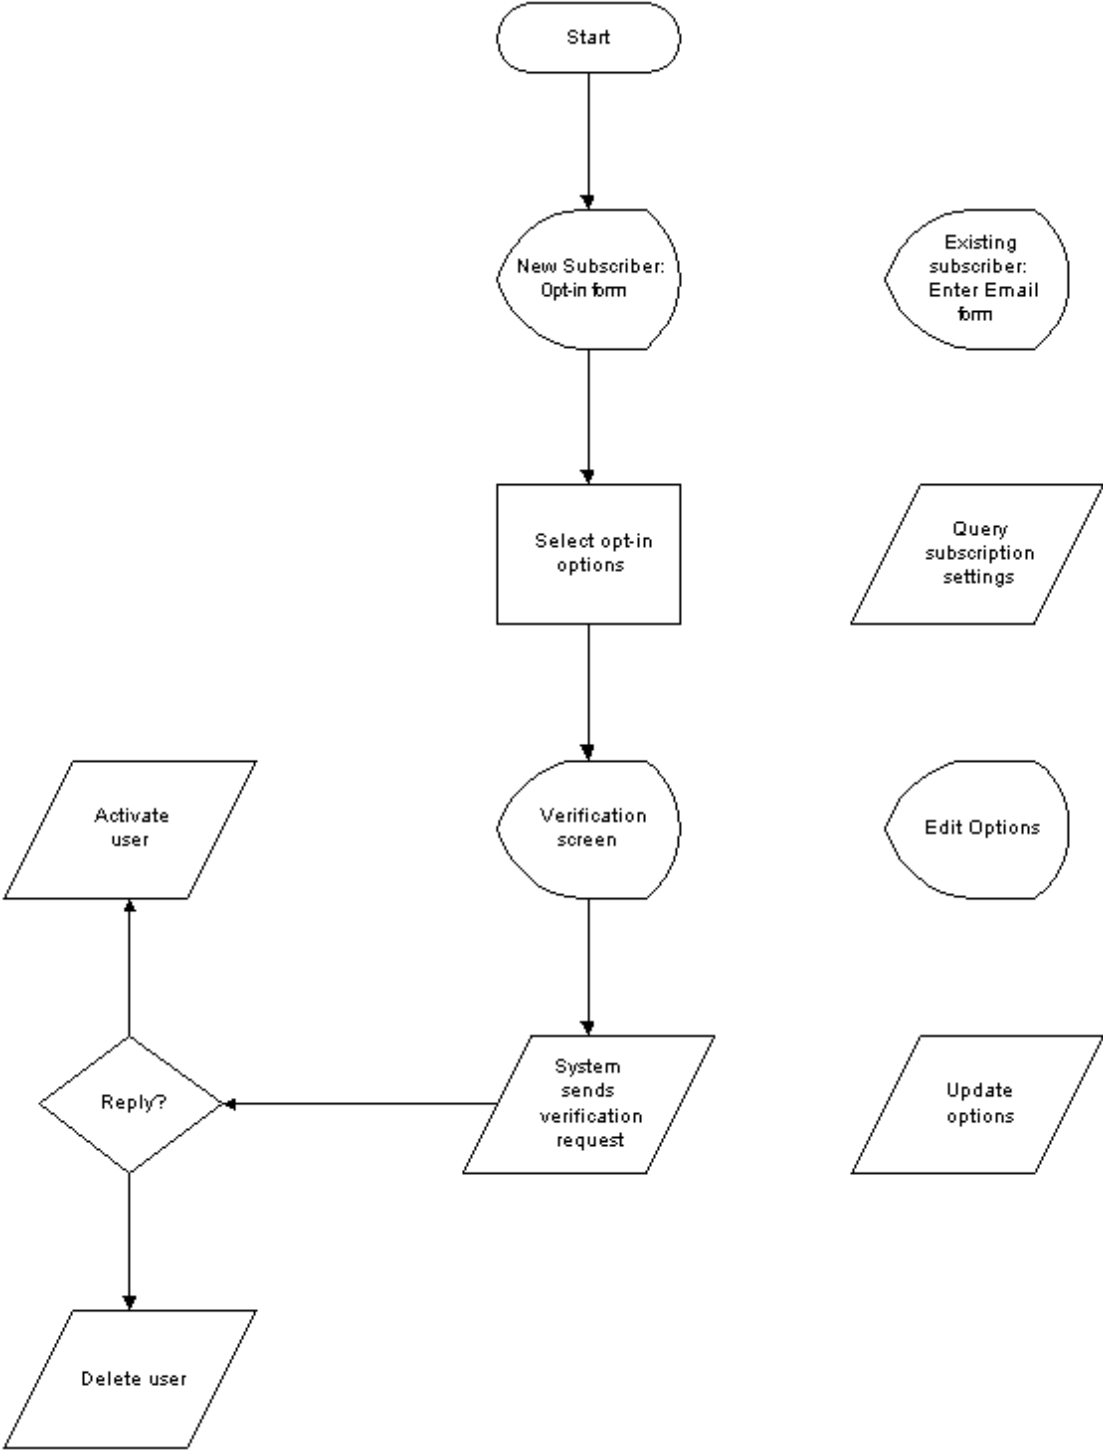 Start
New Subscriber:
Opt-in form
Existing
subscriber:
Enter Email
form
Select opt-in
options
Query
subscription
settings
Activate
user
Verification
screen
Edit Options
Reply?
System
sends
verification
request
Update
options
Delete user